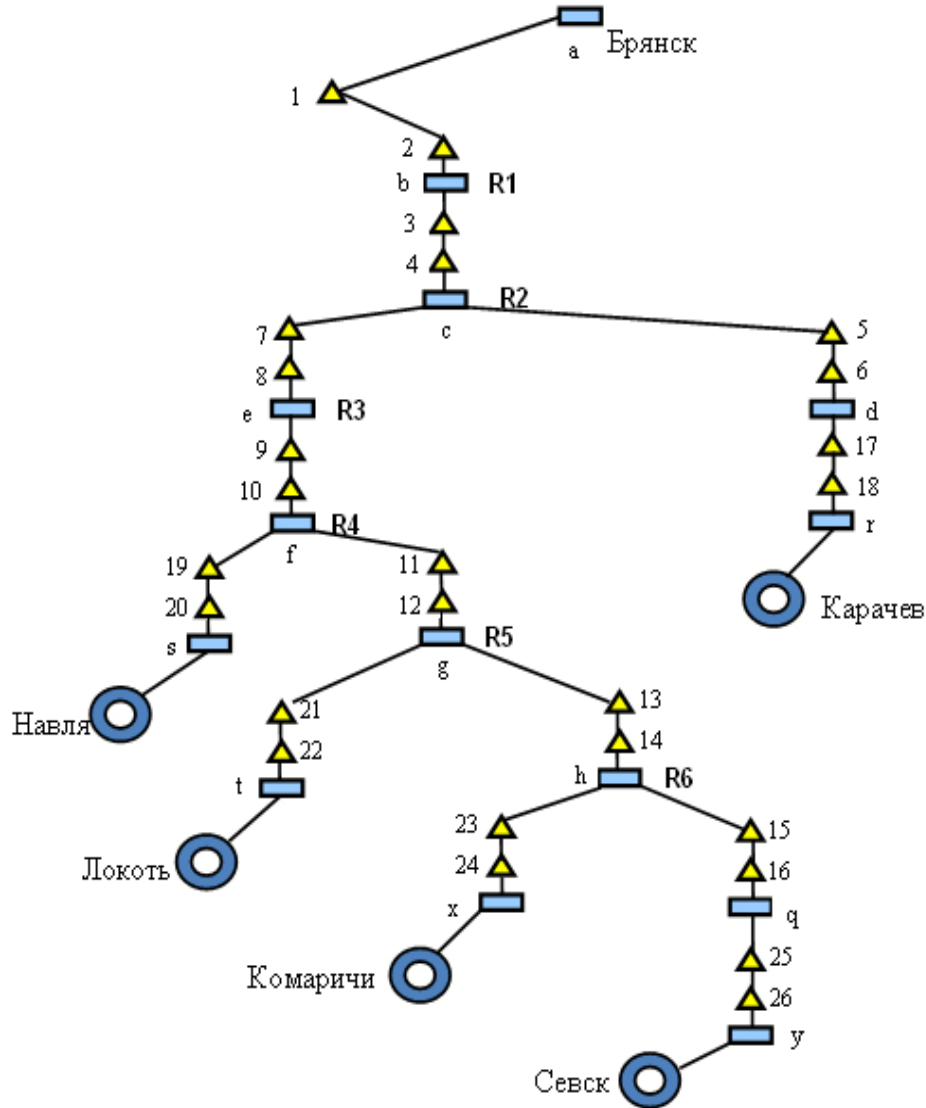 a Брянск
1
2
b R1
3
4
R2
c
7 5
8 6
e R3 d
9 17
10 18
R4 r
f
19 11
20 12 Карачев
s R5
g
Навля 21 13
22 14
t h R6
23 15
Локоть 24 16
x q
Комаричи 25
26
y
Севск